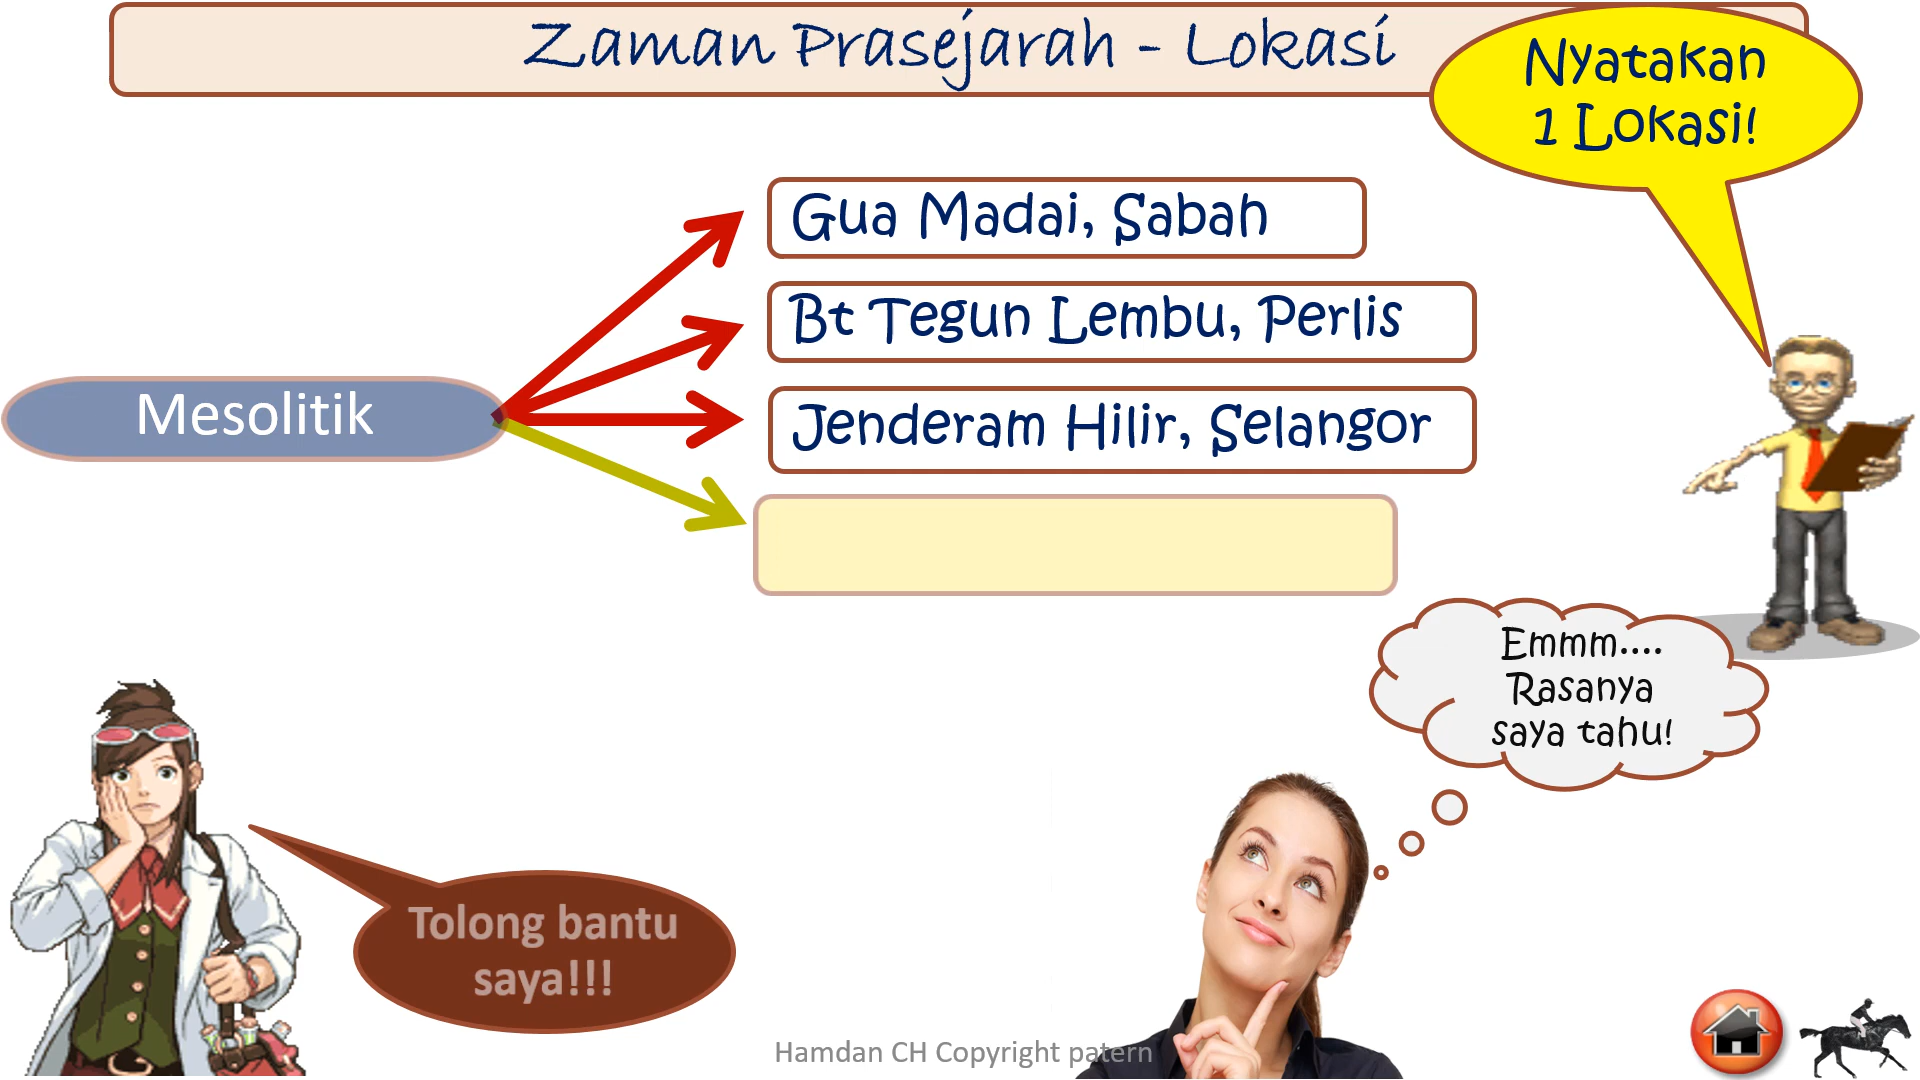 Zaman Prasejarah - Lokasi
Nyatakan
1 Lokasi!
Gua Madai, Sabah
Bt Tegun Lembu, Perlis
Mesolitik
Jenderam Hilir, Selangor
Emmm....
Rasanya
saya tahu!
Tolong bantu
saya!!!
Hamdan CH Copyright patern